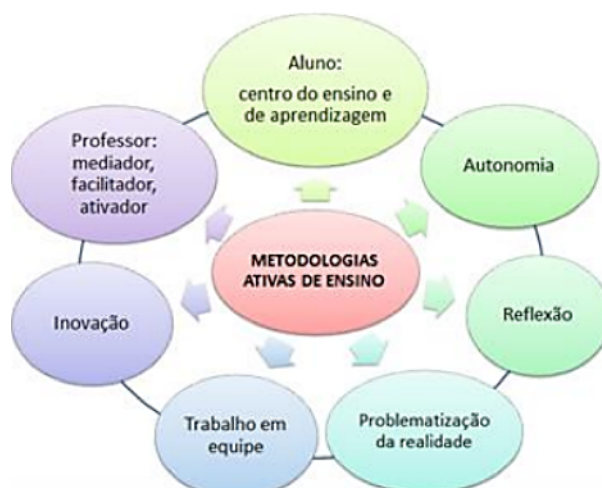 Aluno:
centro do ensino e
de aprendizagem
Autonomia
Reflexão
Problematização
da realidade
Trabalho em
equipe
Inovação
Professor:
mediador,
facilitador,
ativador
METODOLOGIAS
ATIVAS DE ENSINO